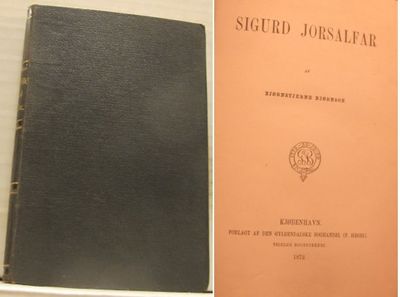 SIGURD JORSALFAR
AF
BJØRNSTJERNE BJØRNSON
KJØBENHAVN.
FORLAGT AF DEN GYLDENDALSKE BOGHANDEL (F. HEGEL).
1872